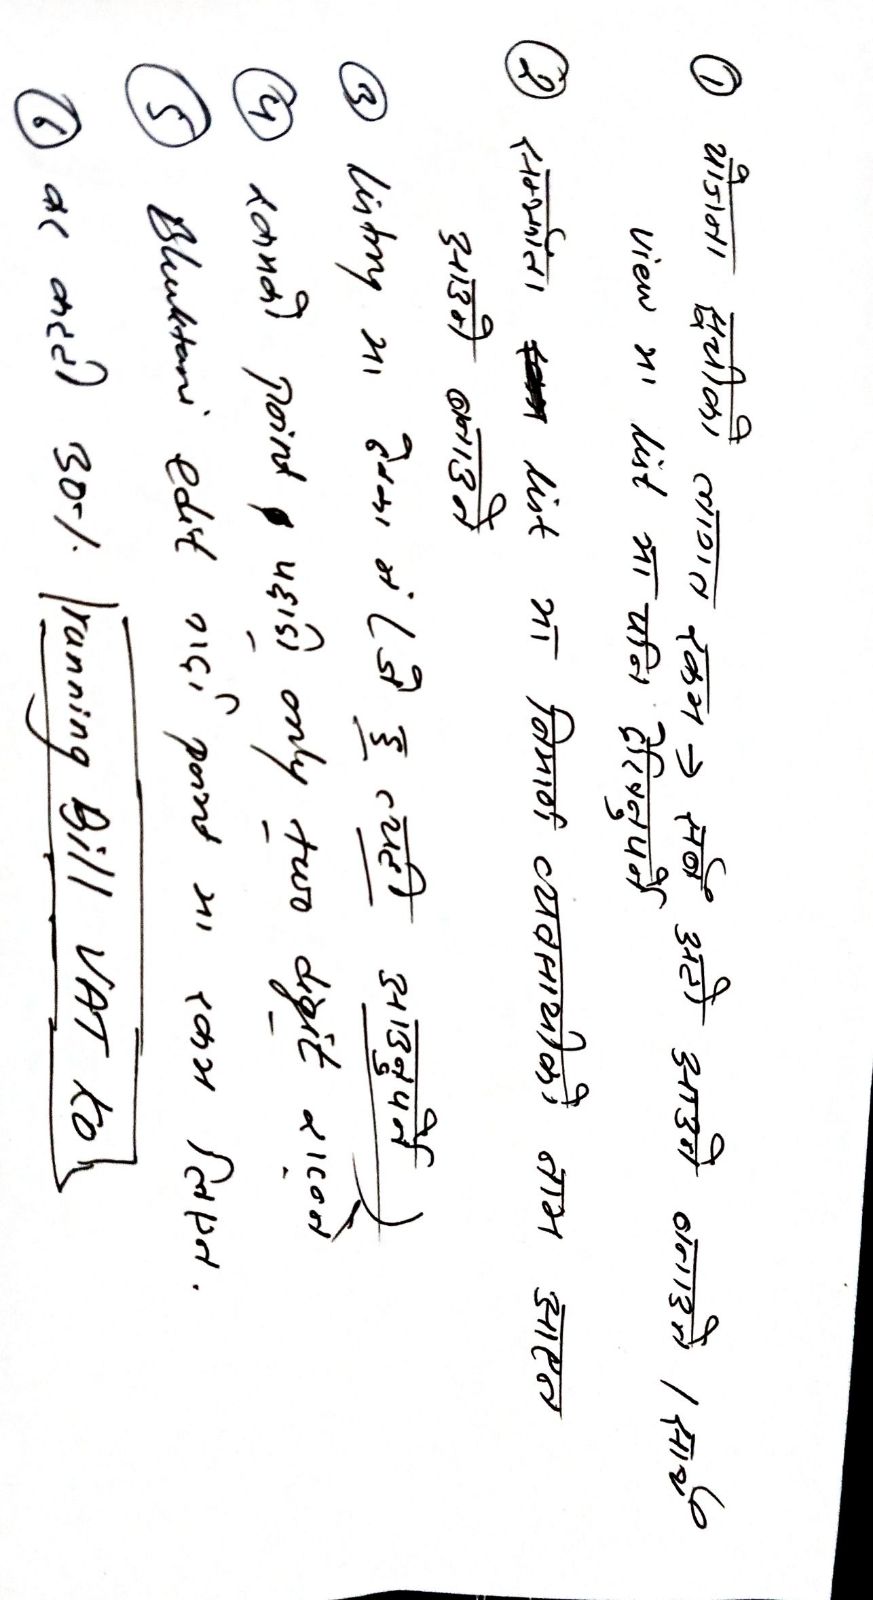 ① योजना सूचीको लागत रकम → सबै अटो आउने बनाउने । साथै
view मा list मा पनि देखिनुपर्ने
② सम्झौता list मा निर्माण व्यवसायीको नाम आएन
आउने बनाउने
③ listing मा ठेक्का नं (जे छ त्यही आउनुपर्ने)
④ रकमको point पछाडी only two digit राख्ने
⑤ Bhuktani edit गर्दा point मा रकम लिएन.
⑥ कर कट्टी 30% running Bill VAT KO